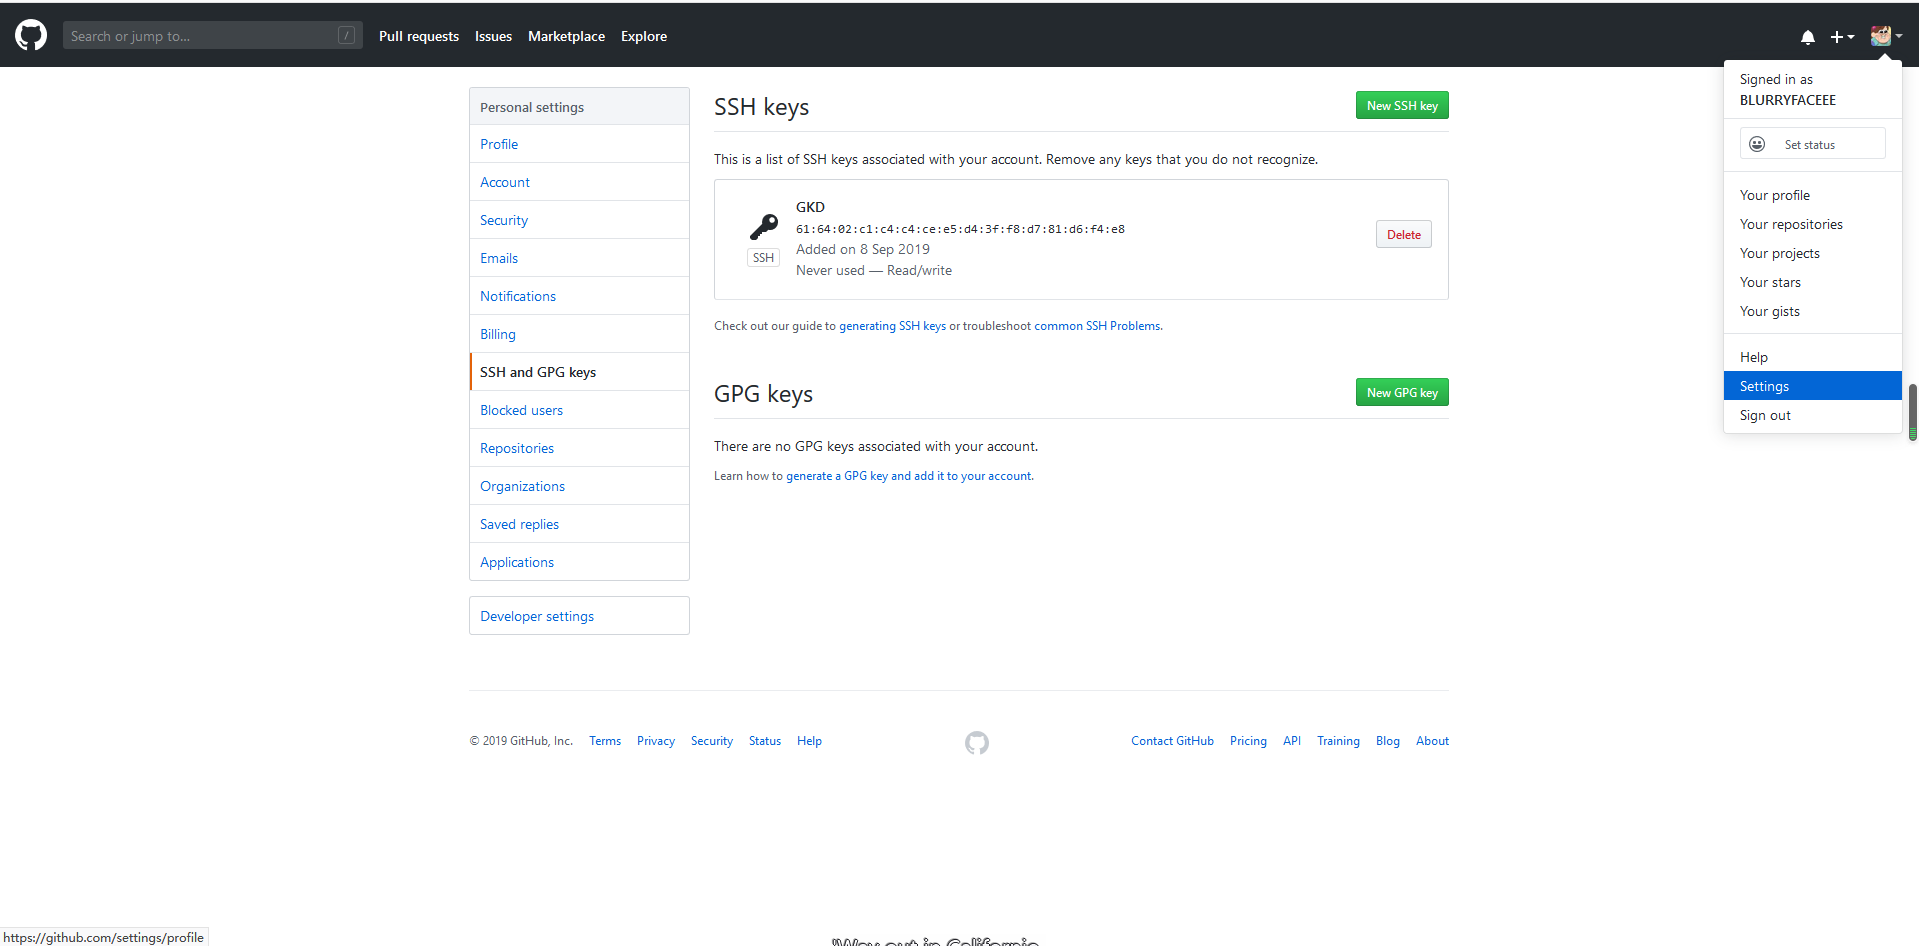 Search or jump to... /
Pull requests Issues Marketplace Explore
Signed in as
BLURRYFACEEE
Set status
Your profile
Your repositories
Your projects
Your stars
Your gists
Help
Settings
Sign out
Personal settings
Profile
Account
Security
Emails
Notifications
Billing
SSH and GPG keys
Blocked users
Repositories
Organizations
Saved replies
Applications
Developer settings
SSH keys
New SSH key
This is a list of SSH keys associated with your account. Remove any keys that you do not recognize.
GKD
61:64:02:c1:c4:c4:ce:e5:d4:3f:f8:d7:81:d6:f4:e8
Added on 8 Sep 2019
Never used — Read/write
SSH
Delete
Check out our guide to generating SSH keys or troubleshoot common SSH Problems.
GPG keys
New GPG key
There are no GPG keys associated with your account.
Learn how to generate a GPG key and add it to your account.
© 2019 GitHub, Inc. Terms Privacy Security Status Help
Contact GitHub Pricing API Training Blog About
https://github.com/settings/profile
"Way out in California